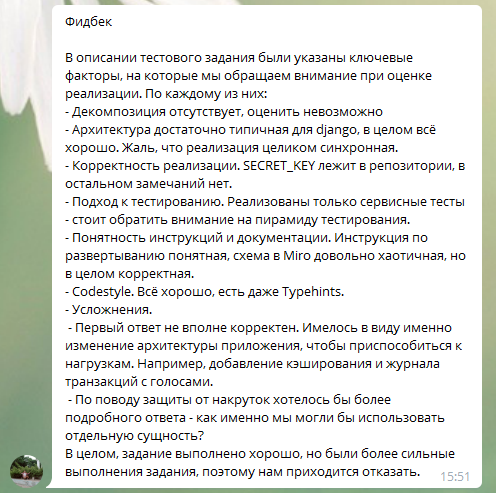 Фидбек
В описании тестового задания были указаны ключевые
факторы, на которые мы обращаем внимание при оценке
реализации. По каждому из них:
- Декомпозиция отсутствует, оценить невозможно
- Архитектура достаточно типичная для django, в целом всё
хорошо. Жаль, что реализация целиком синхронная.
- Корректность реализации. SECRET_KEY лежит в репозитории, в
остальном замечаний нет.
- Подход к тестированию. Реализованы только сервисные тесты
- стоит обратить внимание на пирамиду тестирования.
- Понятность инструкций и документации. Инструкция по
развертыванию понятная, схема в Miro довольно хаотичная, но
в целом корректная.
- Codestyle. Всё хорошо, есть даже Typehints.
- Усложнения.
- Первый ответ не вполне корректен. Имелось в виду именно
изменение архитектуры приложения, чтобы приспособиться к
нагрузкам. Например, добавление кэширования и журнала
транзакций с голосами.
- По поводу защиты от накруток хотелось бы более
подробного ответа - как именно мы могли бы использовать
отдельную сущность?
В целом, задание выполнено хорошо, но были более сильные
выполнения задания, поэтому нам приходится отказать.
15:51